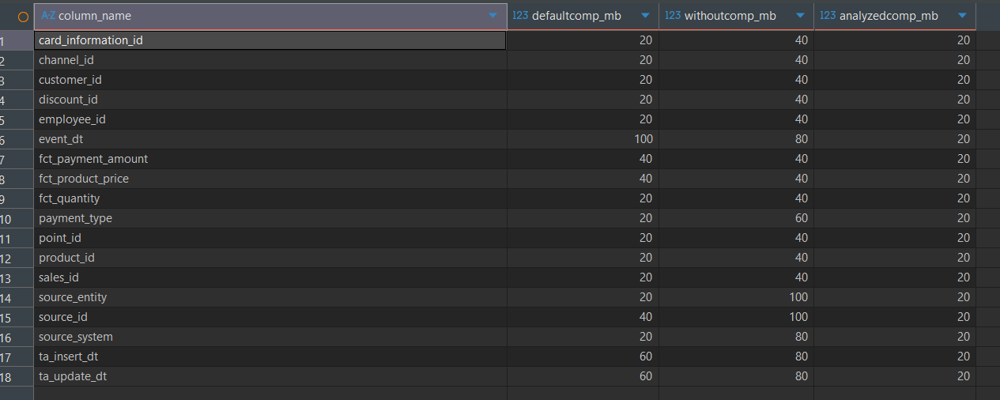 A-Z column_name 123 defaultcomp_mb 123 withoutcomp_mb 123 analyzedcomp_mb
1 card_information_id 20 40 20
2 channel_id 20 40 20
3 customer_id 20 40 20
4 discount_id 20 40 20
5 employee_id 20 40 20
6 event_dt 100 80 20
7 fct_payment_amount 40 40 20
8 fct_product_price 40 40 20
9 fct_quantity 20 40 20
10 payment_type 20 60 20
11 point_id 20 40 20
12 product_id 20 40 20
13 sales_id 20 40 20
14 source_entity 20 100 20
15 source_id 40 100 20
16 source_system 20 80 20
17 ta_insert_dt 60 80 20
18 ta_update_dt 60 80 20